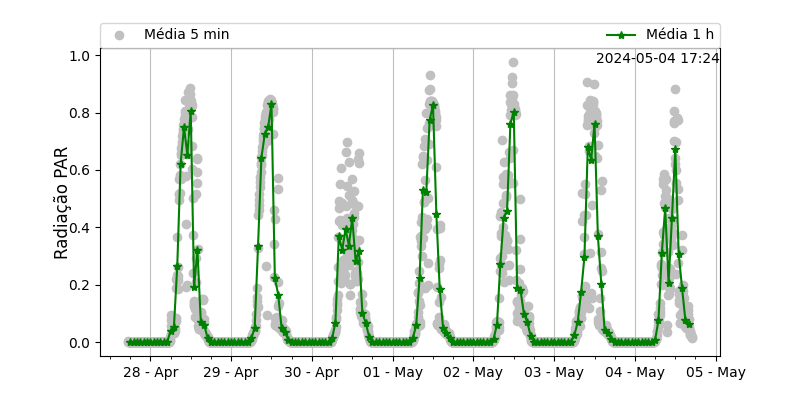 Média 5 min
Média 1 h
2024-05-04 17:24
Radiação PAR
1.0
0.8
0.6
0.4
0.2
0.0
28 - Apr
29 - Apr
30 - Apr
01 - May
02 - May
03 - May
04 - May
05 - May